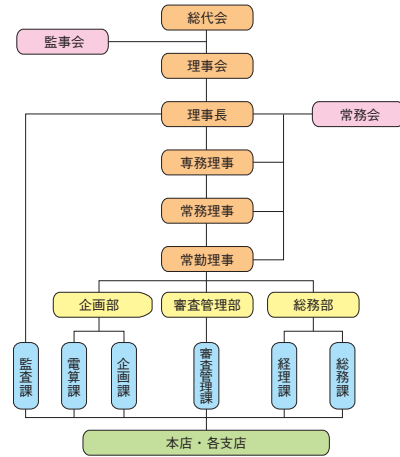 総代会
監事会
理事会
理事長
常務会
専務理事
常務理事
常勤理事
企画部
審査管理部
総務部
監査課
電算課
企画課
審査管理課
経理課
総務課
本店・各支店